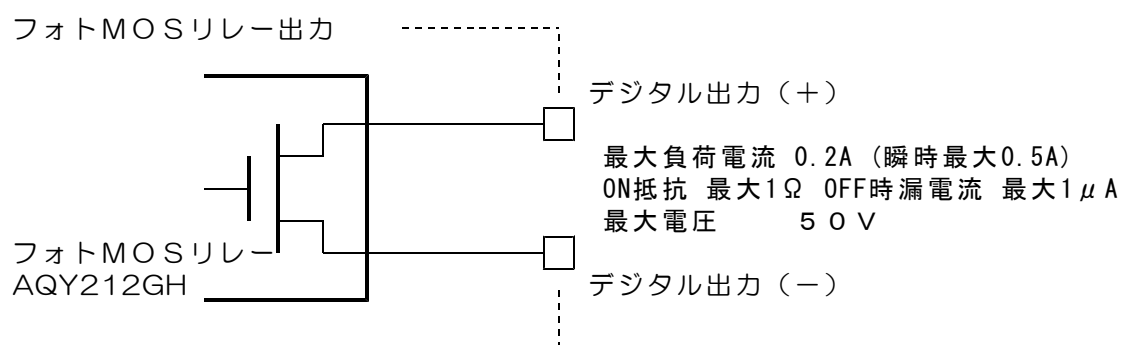 フォトＭＯＳリレー出力
デジタル出力（＋）
最大負荷電流 0.2A (瞬時最大0.5A)
ON抵抗 最大1Ω OFF時漏電流 最大1μA
最大電圧　　５０Ｖ
フォトＭＯＳリレー
AQY212GH
デジタル出力（－）